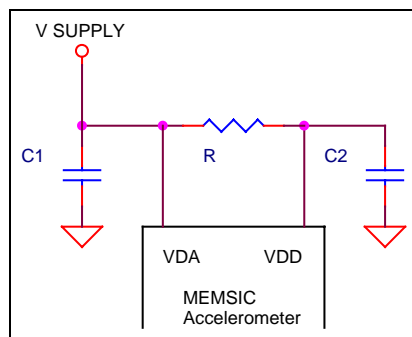 V SUPPLY
C1
R
C2
VDA
VDD
MEMSIC
Accelerometer